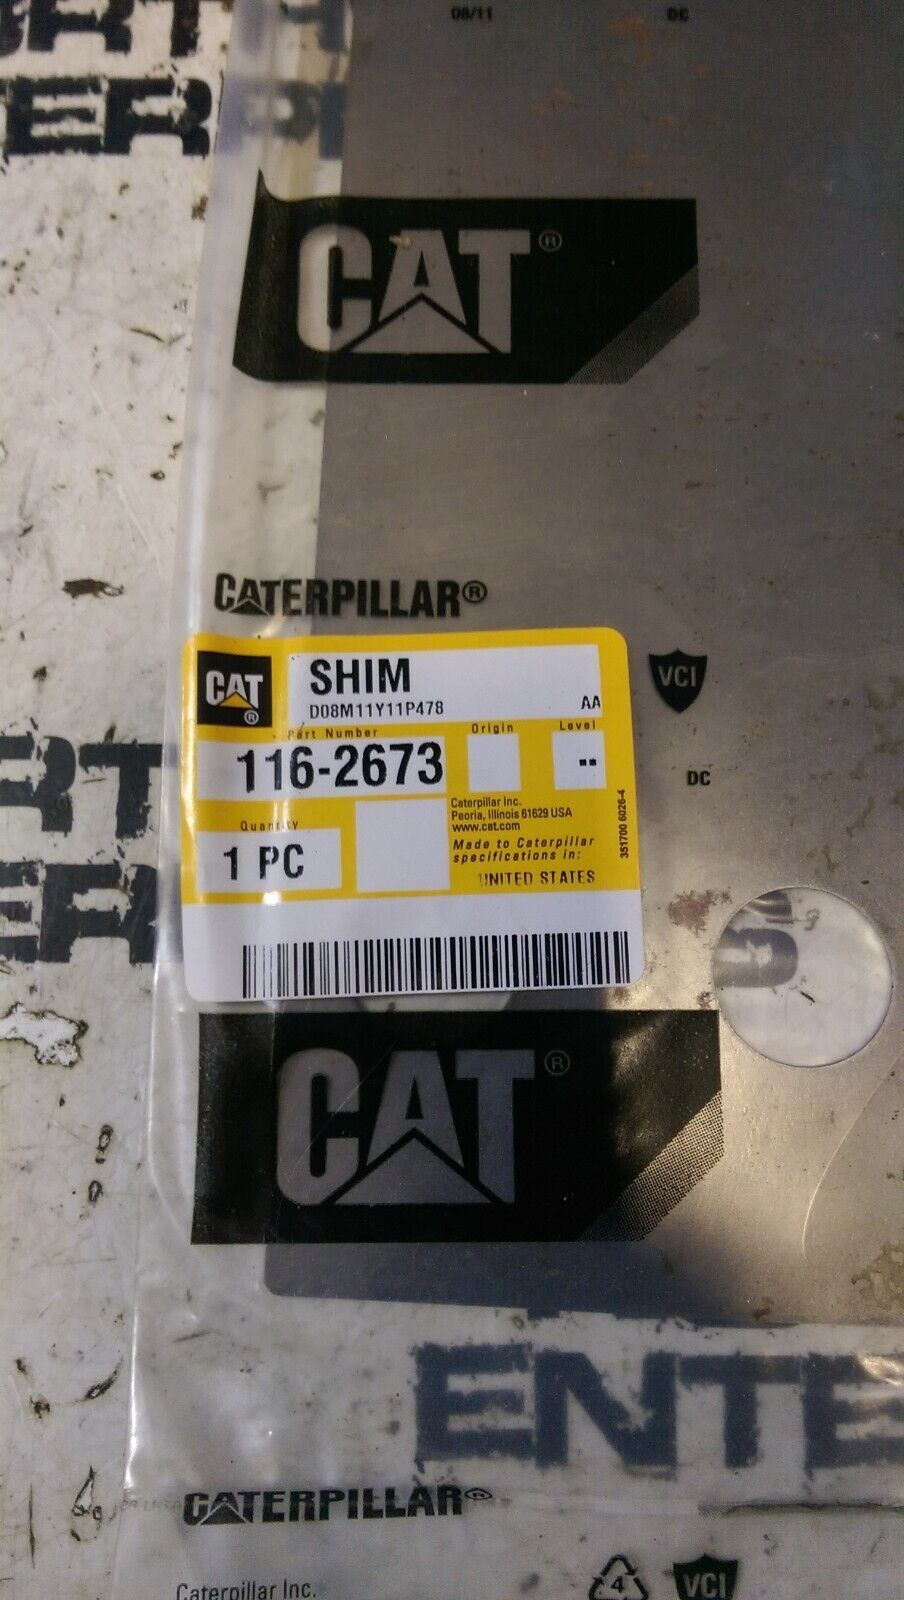 08/11 DC
CAT®
CATERPILLAR®
CAT®
SHIM
D08M11Y11P478 AA
Part Number Origin Level
116-2673 --
Quantity
1 PC
Caterpillar Inc.
Peoria, Illinois 61629 USA
www.cat.com
Made to Caterpillar
specifications in:
UNITED STATES
351700 6026-4
VCI
DC
CAT®
ENTE
CATERPILLAR®
Caterpillar Inc.
4
VCI